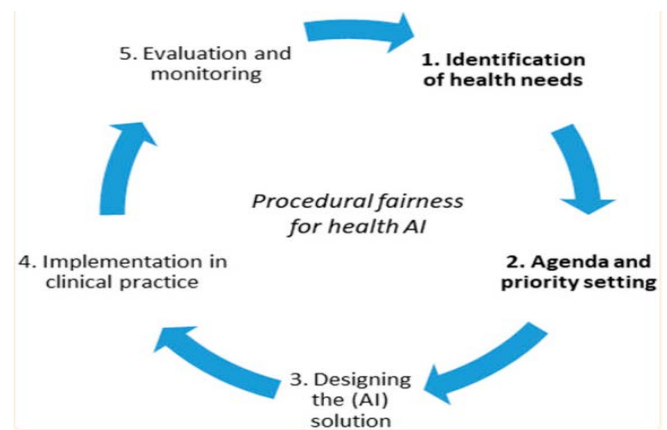 5. Evaluation and
monitoring
1. Identification
of health needs
Procedural fairness
for health AI
4. Implementation in
clinical practice
2. Agenda and
priority setting
3. Designing
the (AI)
solution